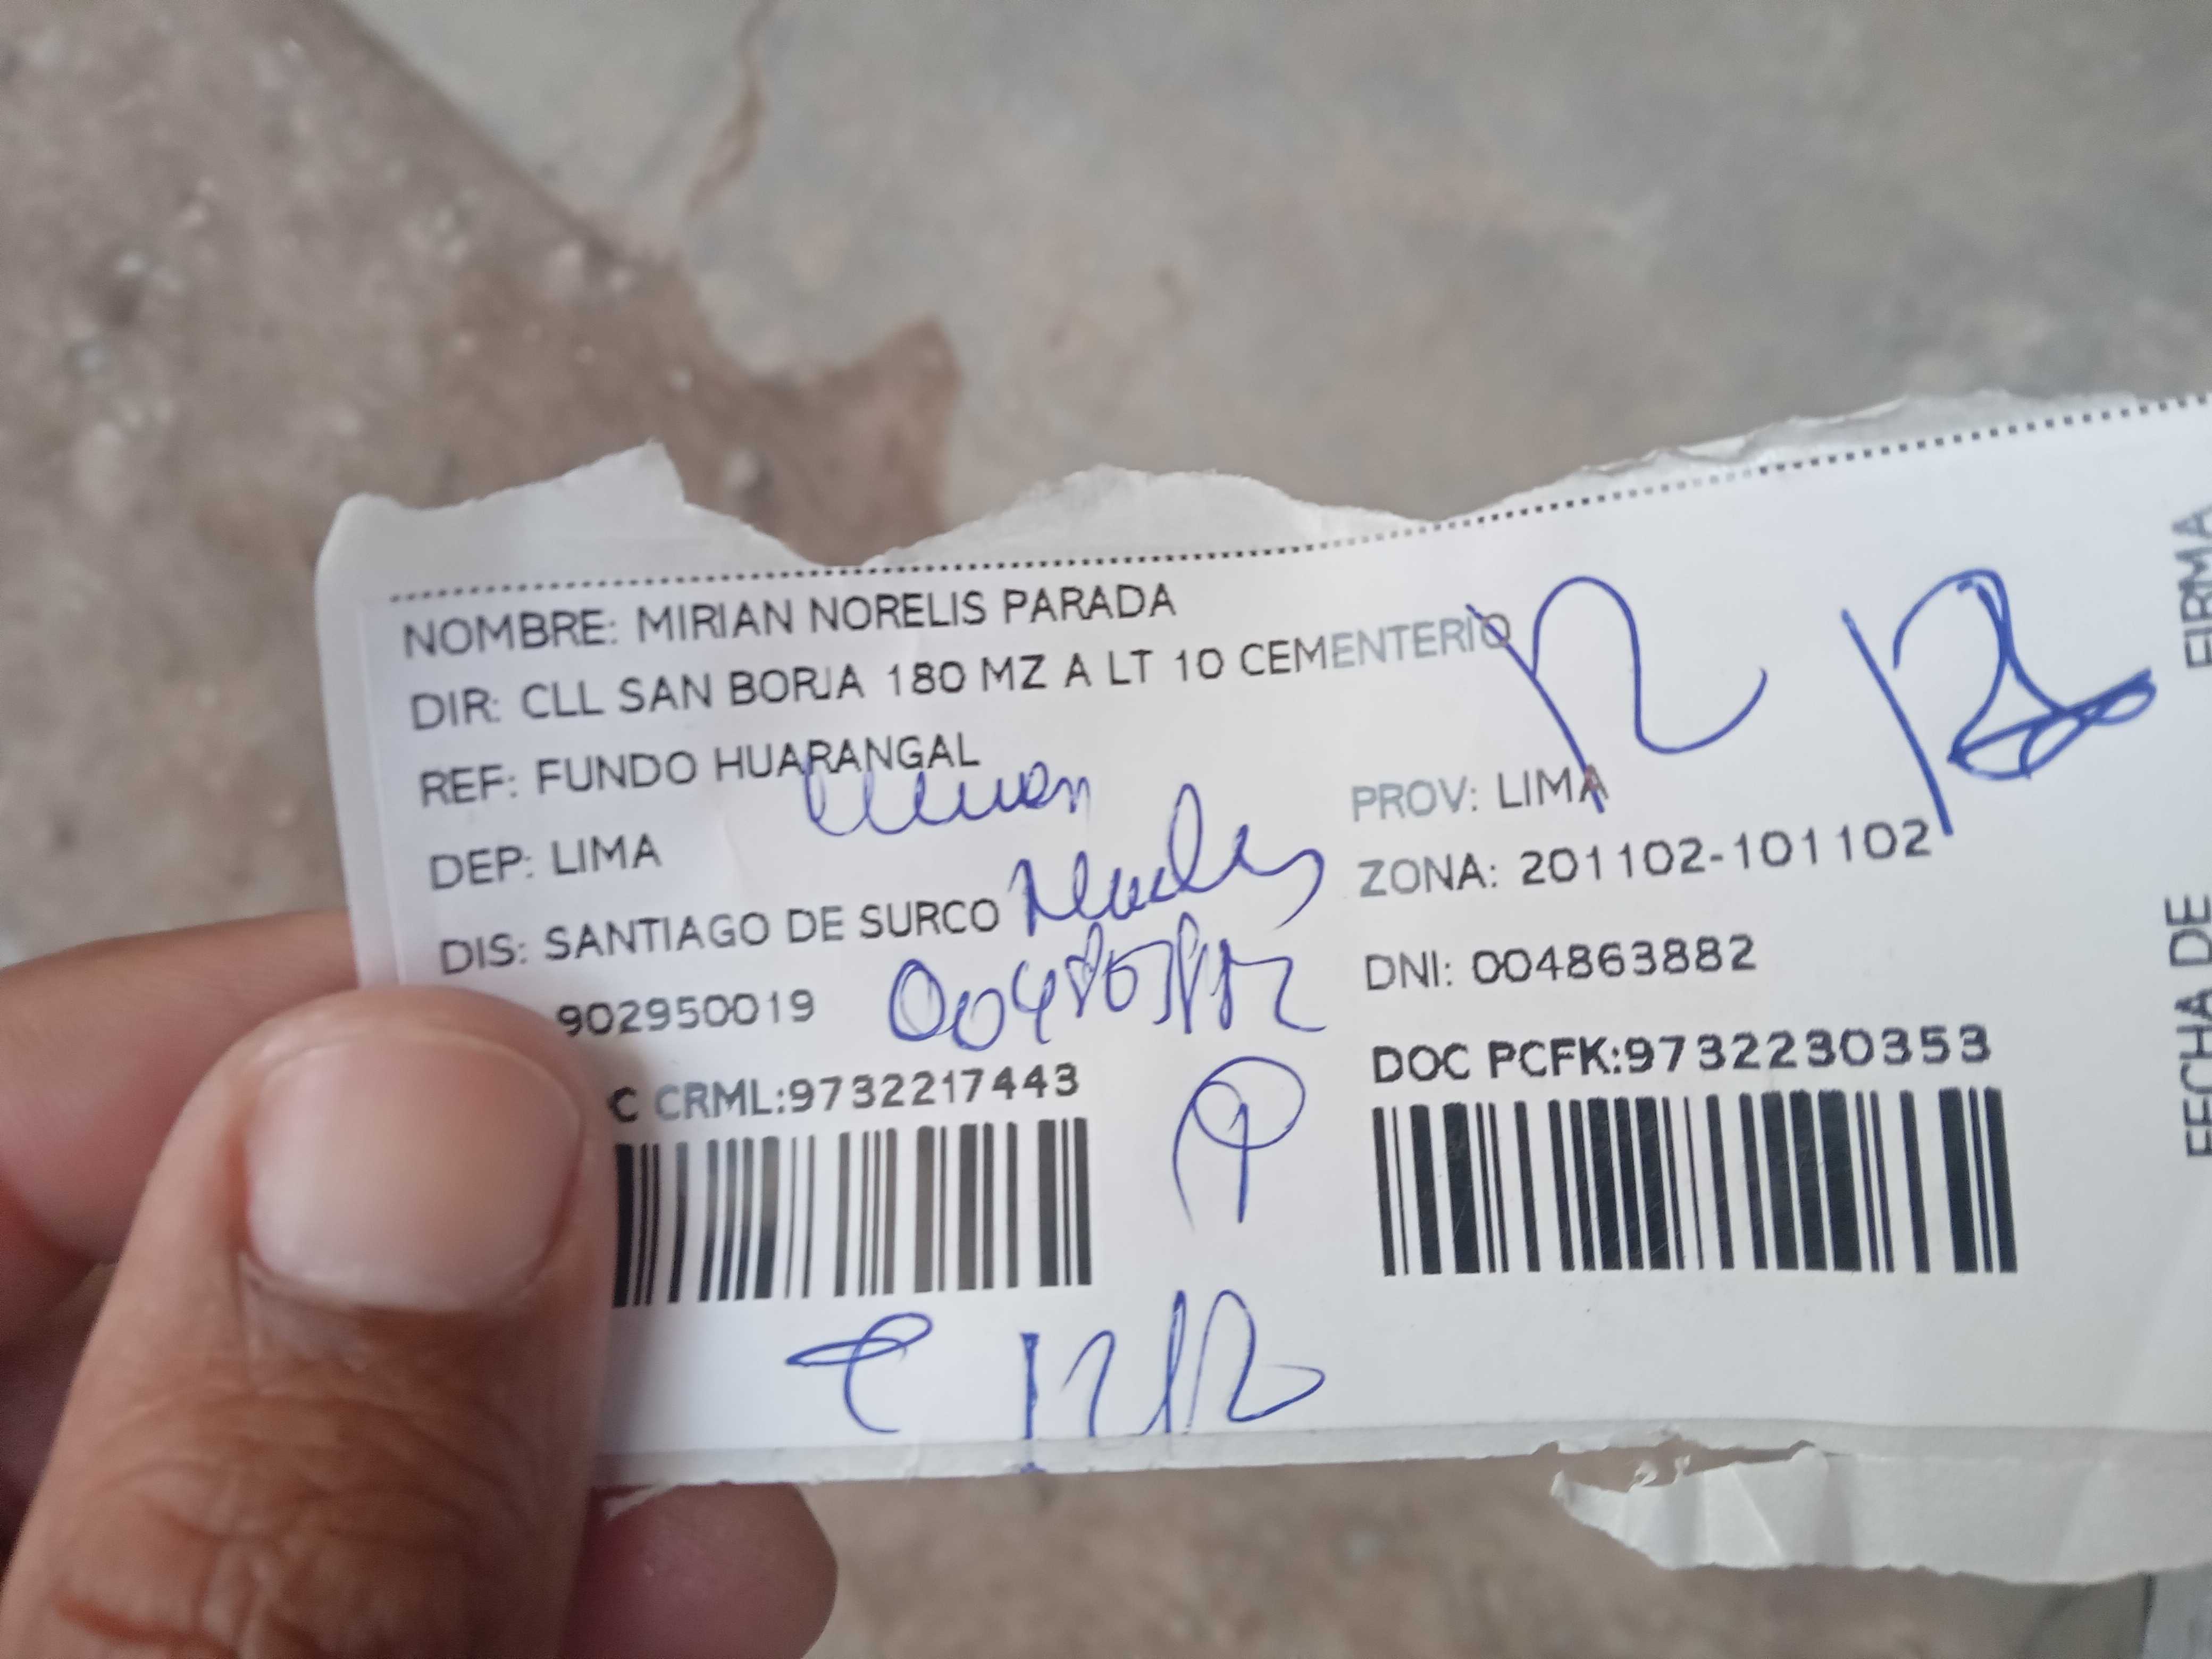 NOMBRE: MIRIAN NORELIS PARADA
DIR: CLL SAN BORJA 180 MZ A LT 10 CEMENTERIO
REF: FUNDO HUARANGAL
DEP: LIMA
PROV: LIMA
DIS: SANTIAGO DE SURCO
ZONA: 201102-101102
902950019
DNI: 004863882
C CRML:9732217443
DOC PCFK:9732230353
FIRMA
FECHA DE